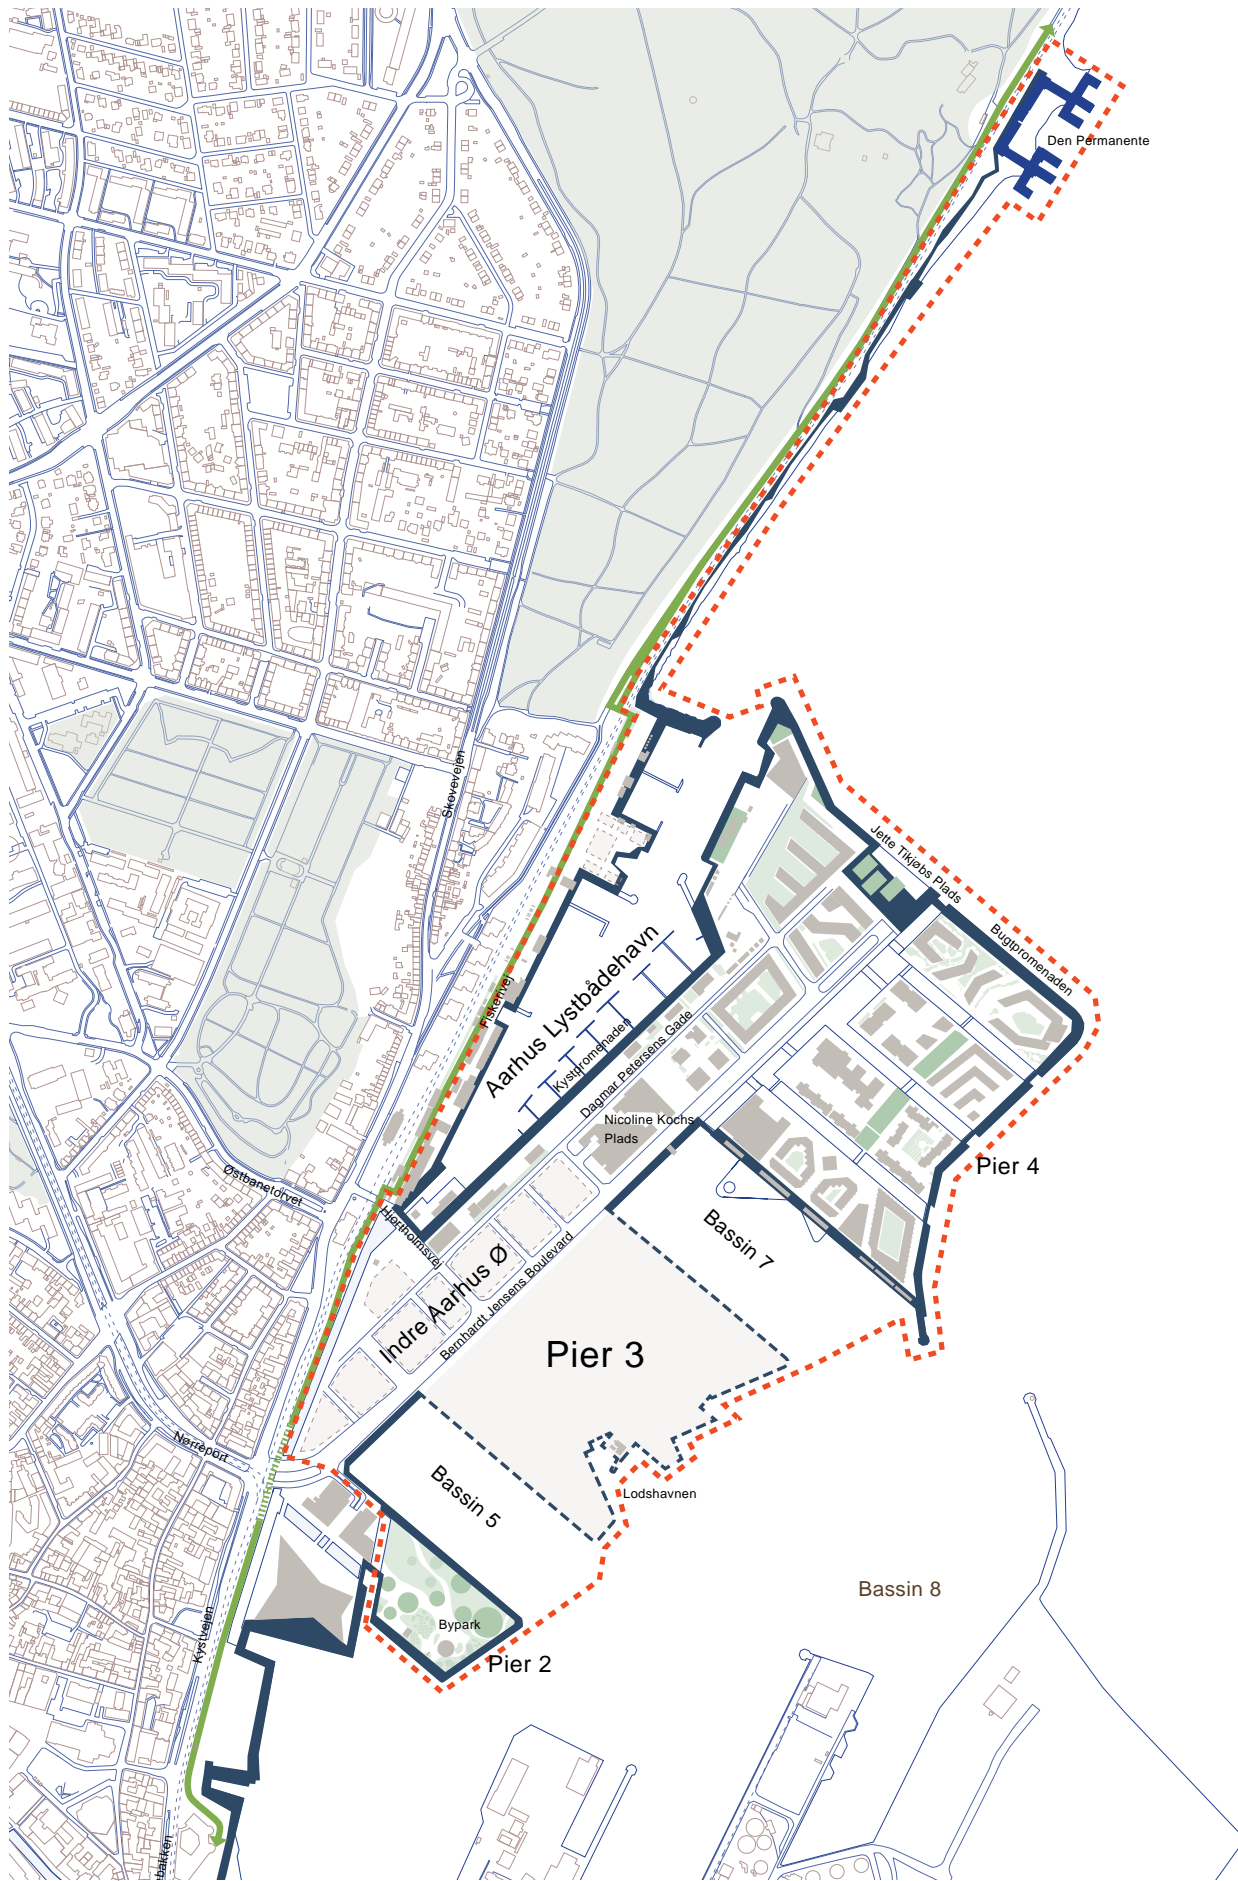 Den Permanente
Skovevejen
Jette Tikjøbs Plads
Bugtpromenaden
Fiskerivej
Aarhus Lystbådehavn
Kystpromenaden
Dagmar Petersens Gade
Nicoline Kochs
Plads
Pier 4
Østbanetorvet
Hjortholmsvej
Bassin 7
Indre Aarhus Ø
Bernhardt Jensens Boulevard
Pier 3
Nørreport
Bassin 5
Lodshavnen
Bassin 8
Bypark
Kystvejen
Pier 2